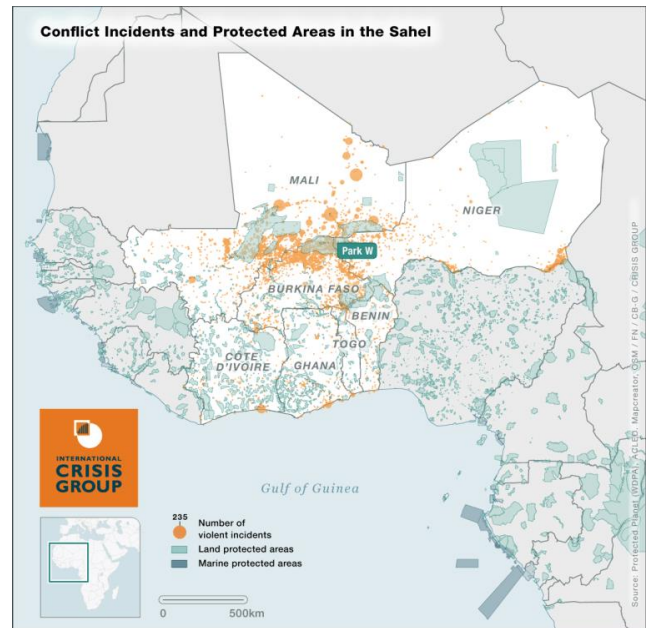 Conflict Incidents and Protected Areas in the Sahel
MALI
NIGER
Park W
BURKINA FASO
BENIN
TOGO
CÔTE
D'IVOIRE
GHANA
INTERNATIONAL
CRISIS
GROUP
Gulf of Guinea
235
Number of
violent incidents
Land protected areas
Marine protected areas
0
500km
Source: Protected Planet (WDPA), ACLED, Mapcreator, OSM / FN / CB-G / CRISIS GROUP